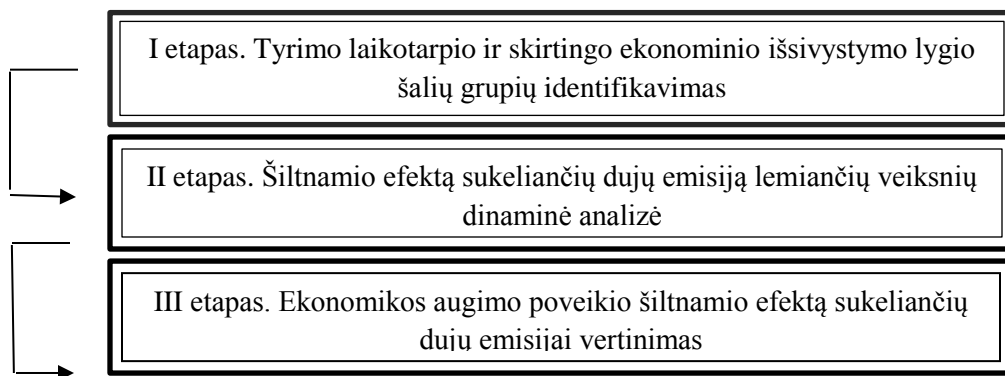 I etapas. Tyrimo laikotarpio ir skirtingo ekonominio išsivystymo lygio
šalių grupių identifikavimas
II etapas. Šiltnamio efektą sukeliančių dujų emisiją lemiančių veiksnių
dinaminė analizė
III etapas. Ekonomikos augimo poveikio šiltnamio efektą sukeliančių
dujų emisijai vertinimas